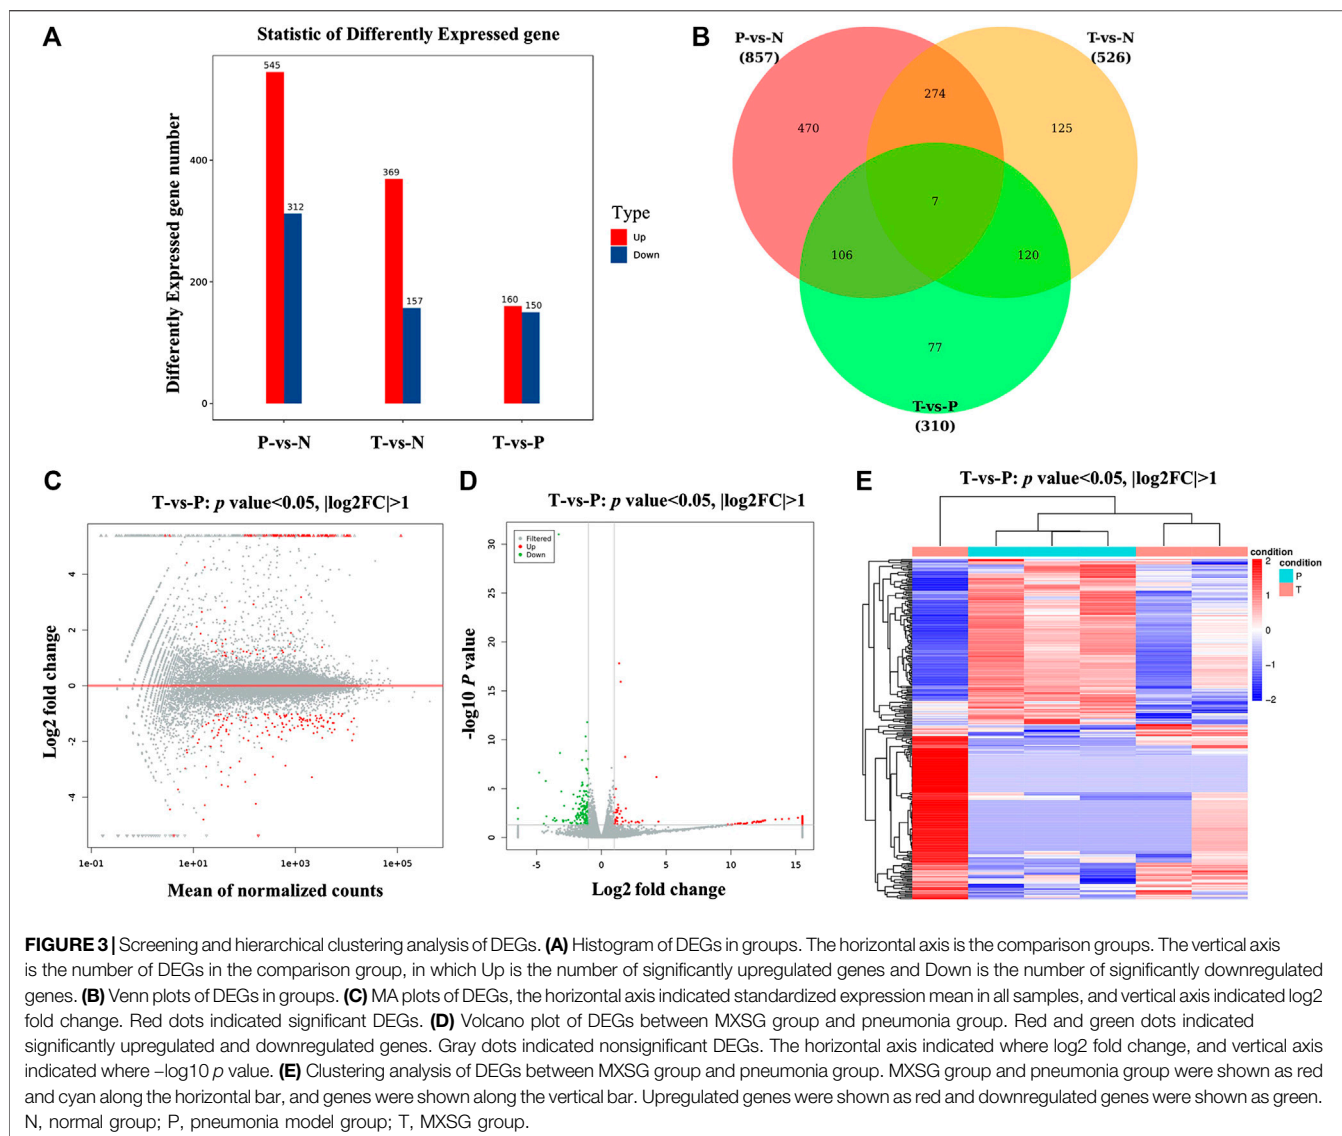 A
Statistic of Differently Expressed gene
Differently Expressed gene number
0
200
400
545
312
369
157
160
150
P-vs-N
T-vs-N
T-vs-P
Type
Up
Down
B
P-vs-N
(857)
T-vs-N
(526)
274
470
125
7
106
120
77
T-vs-P
(310)
C
T-vs-P: p value<0.05, |log2FC|>1
Log2 fold change
4
2
0
-2
-4
1e-01
1e+01
1e+03
1e+05
Mean of normalized counts
D
T-vs-P: p value<0.05, |log2FC|>1
Filtered
Up
Down
-log10 P value
30
25
20
15
10
5
0
-5
0
5
10
15
Log2 fold change
E
T-vs-P: p value<0.05, |log2FC|>1
condition
2
1
0
−1
−2
condition
P
T
FIGURE 3 | Screening and hierarchical clustering analysis of DEGs. (A) Histogram of DEGs in groups. The horizontal axis is the comparison groups. The vertical axis
is the number of DEGs in the comparison group, in which Up is the number of significantly upregulated genes and Down is the number of significantly downregulated
genes. (B) Venn plots of DEGs in groups. (C) MA plots of DEGs, the horizontal axis indicated standardized expression mean in all samples, and vertical axis indicated log2
fold change. Red dots indicated significant DEGs. (D) Volcano plot of DEGs between MXSG group and pneumonia group. Red and green dots indicated
significantly upregulated and downregulated genes. Gray dots indicated nonsignificant DEGs. The horizontal axis indicated where log2 fold change, and vertical axis
indicated where −log10 p value. (E) Clustering analysis of DEGs between MXSG group and pneumonia group. MXSG group and pneumonia group were shown as red
and cyan along the horizontal bar, and genes were shown along the vertical bar. Upregulated genes were shown as red and downregulated genes were shown as green.
N, normal group; P, pneumonia model group; T, MXSG group.